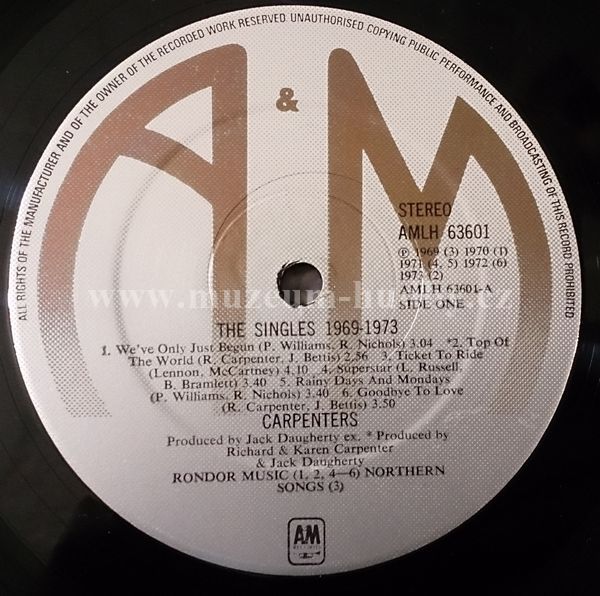 ALL RIGHTS OF THE MANUFACTURER AND OF THE OWNER OF THE RECORDED WORK RESERVED UNAUTHORISED COPYING PUBLIC PERFORMANCE AND BROADCASTING OF THIS RECORD PROHIBITED
A & M
STEREO
AMLH 63601
℗ 1969 (3) 1970 (1)
1971 (4, 5) 1972 (6)
1973 (2)
AMLH 63601-A
SIDE ONE
THE SINGLES 1969-1973
1. We've Only Just Begun (P. Williams, R. Nichols) 3.04 *2. Top Of
The World (R. Carpenter, J. Bettis) 2.56 3. Ticket To Ride
(Lennon, McCartney) 4.10 4. Superstar (L. Russell,
B. Bramlett) 3.40 5. Rainy Days And Mondays
(P. Williams, R. Nichols) 3.40 6. Goodbye To Love
(R. Carpenter, J. Bettis) 3.50
CARPENTERS
Produced by Jack Daugherty ex. * Produced by
Richard & Karen Carpenter
& Jack Daugherty
RONDOR MUSIC (1, 2, 4—6) NORTHERN
SONGS (3)
AM
RECORDS